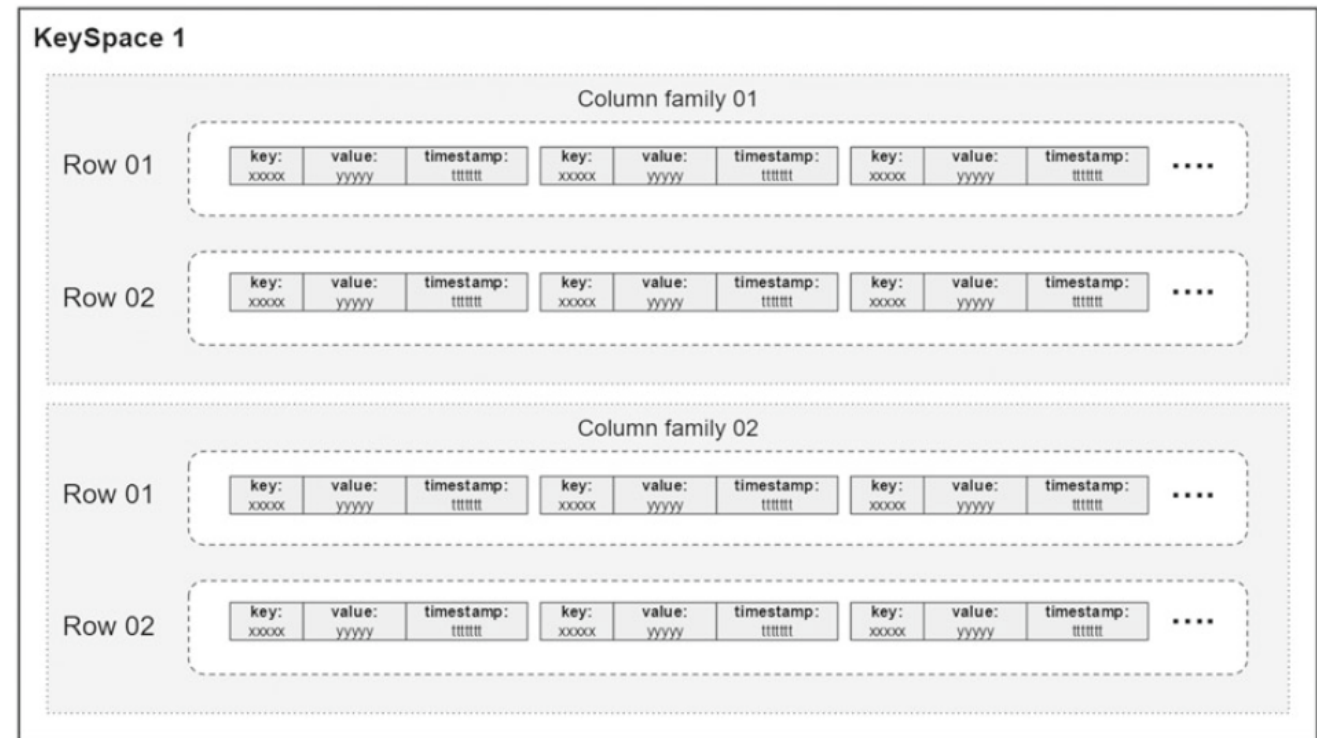 KeySpace 1
Column family 01
Row 01
key: value: timestamp: key: value: timestamp: key: value: timestamp:
xxxxx yyyyy ttttttt xxxxx yyyyy ttttttt xxxxx yyyyy ttttttt
....
Row 02
key: value: timestamp: key: value: timestamp: key: value: timestamp:
xxxxx yyyyy ttttttt xxxxx yyyyy ttttttt xxxxx yyyyy ttttttt
....
Column family 02
Row 01
key: value: timestamp: key: value: timestamp: key: value: timestamp:
xxxxx yyyyy ttttttt xxxxx yyyyy ttttttt xxxxx yyyyy ttttttt
....
Row 02
key: value: timestamp: key: value: timestamp: key: value: timestamp:
xxxxx yyyyy ttttttt xxxxx yyyyy ttttttt xxxxx yyyyy ttttttt
....